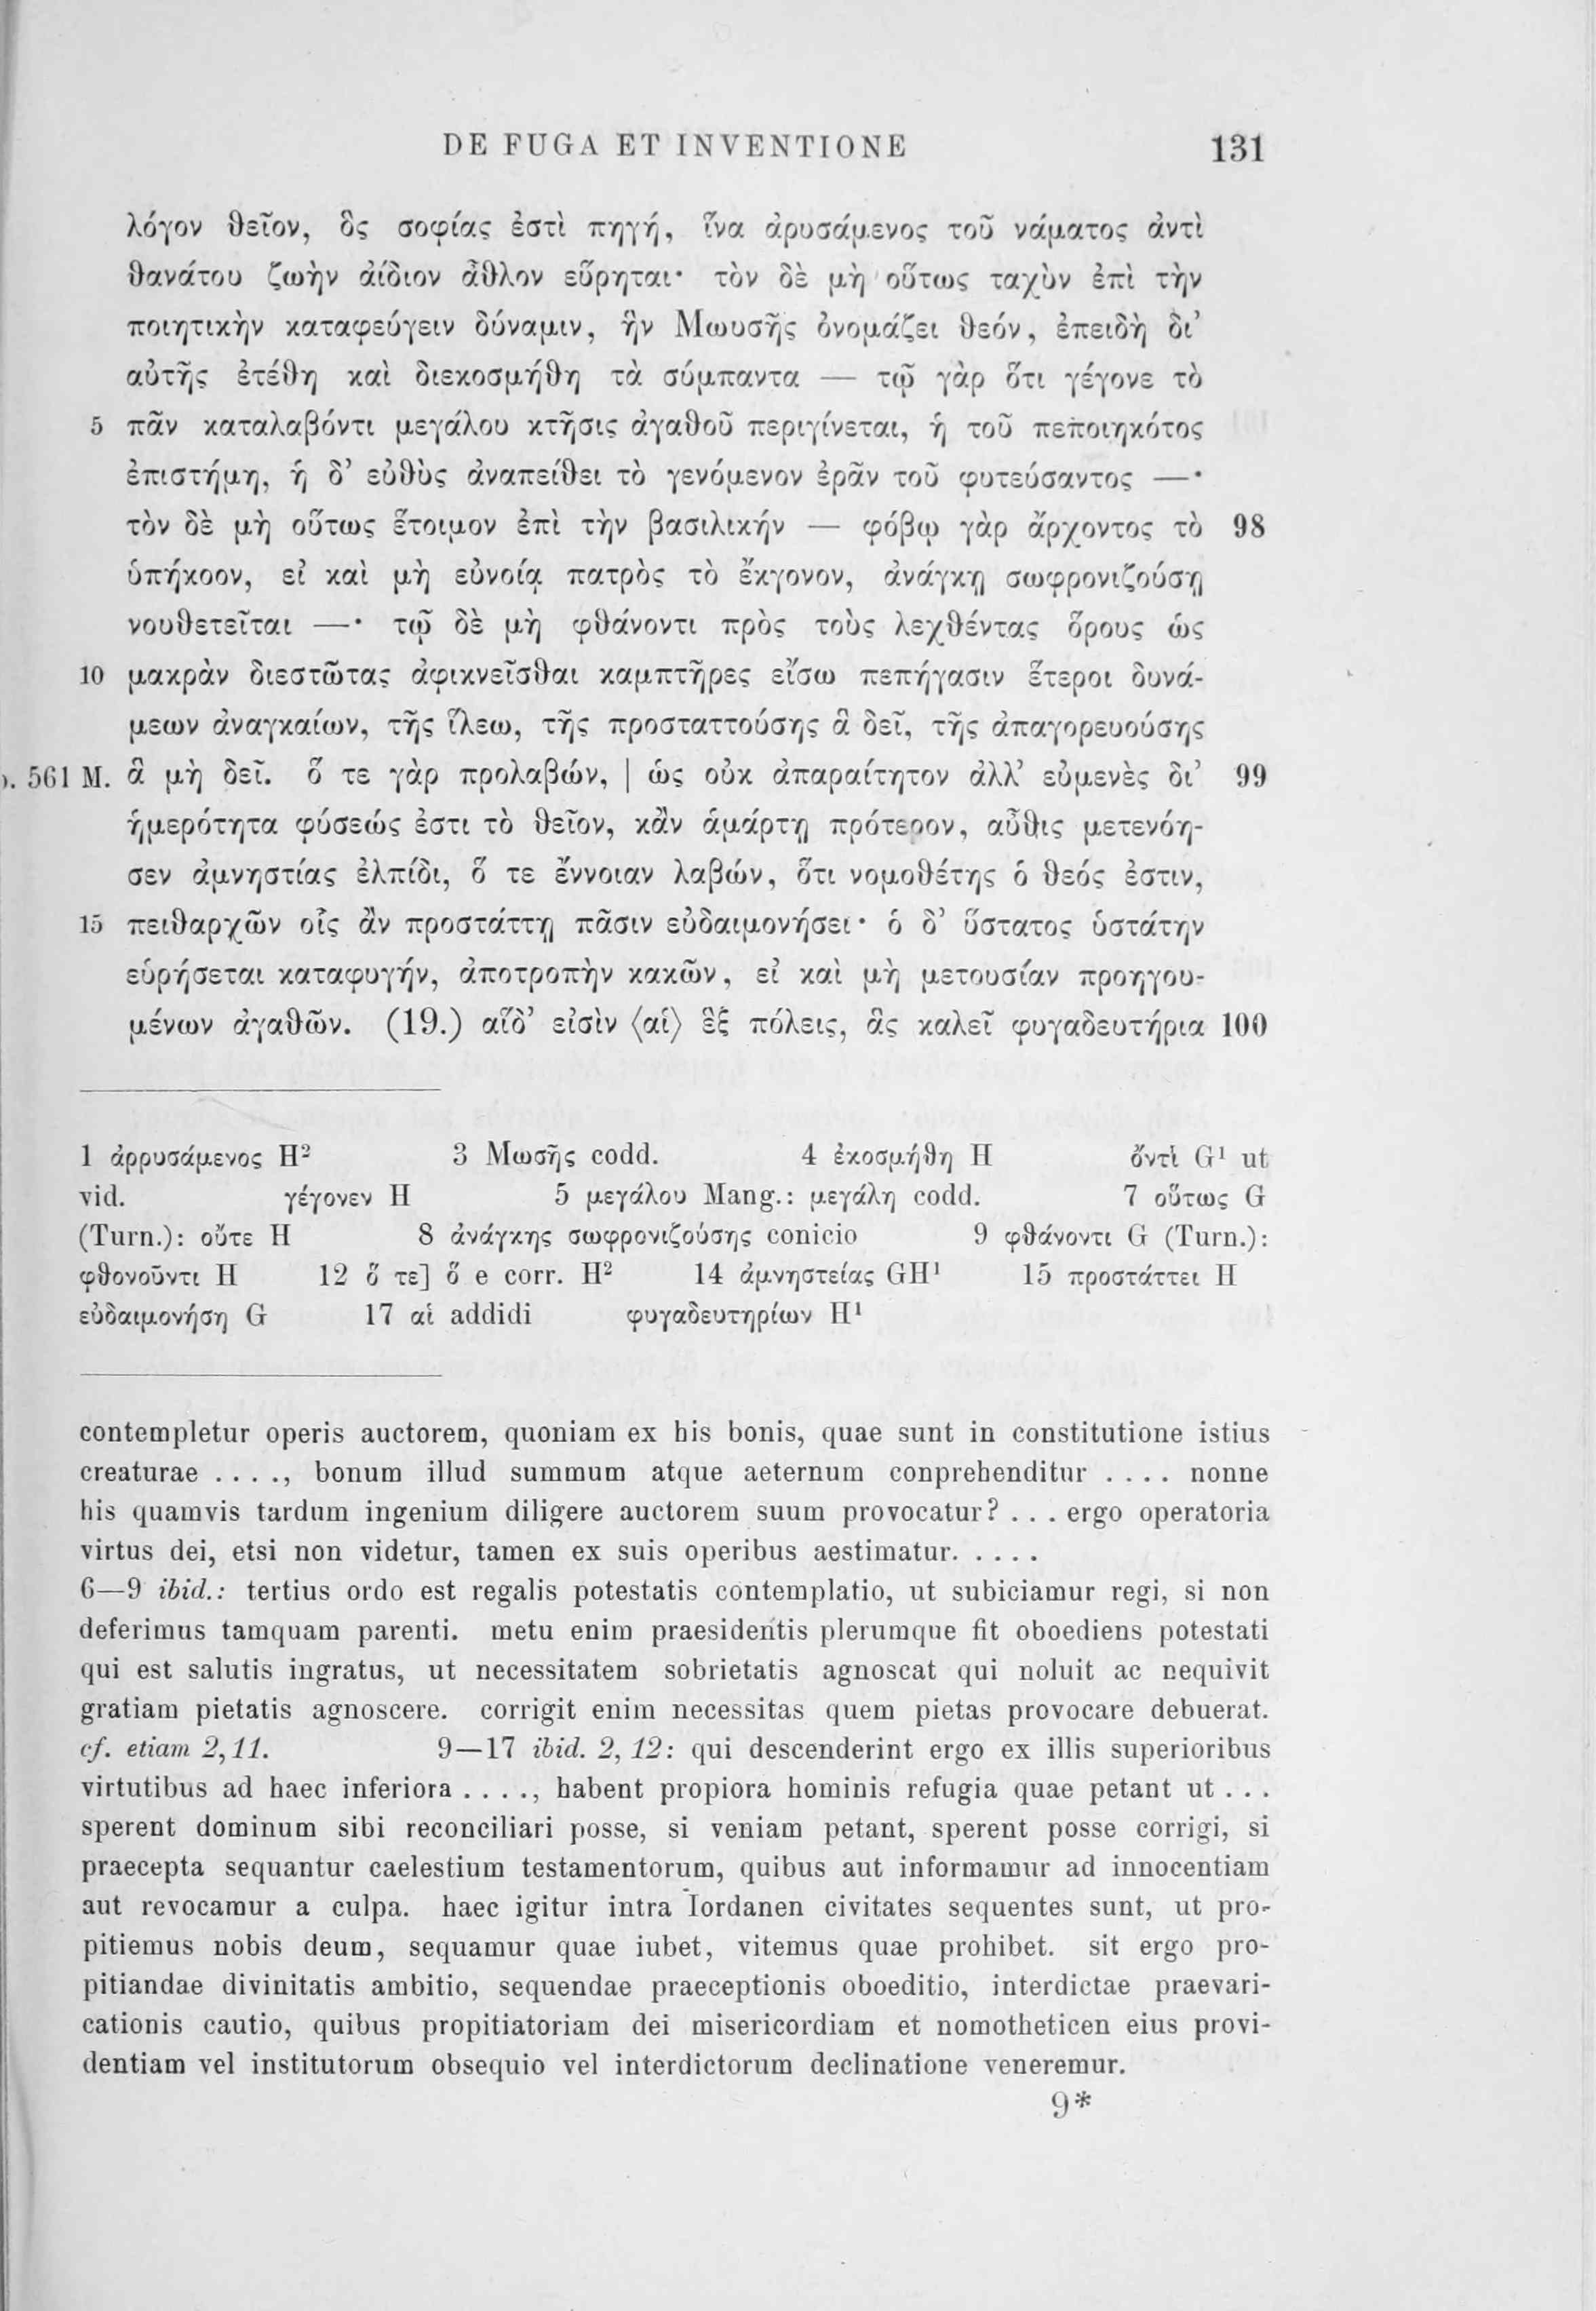 DE FUGA ET INVENTIONE 131
λόγον θεῖον, ὃς σοφίας ἐστὶ πηγή, ἵνα ἀρυσάμενος τοῦ νάματος ἀντὶ
θανάτου ζωὴν ἀίδιον ἆθλον εὕρηται· τὸν δὲ μὴ οὕτως ταχὺν ἐπὶ τὴν
ποιητικὴν καταφεύγειν δύναμιν, ἣν Μωυσῆς ὀνομάζει θεόν, ἐπειδὴ δι’
αὐτῆς ἐτέθη καὶ διεκοσμήθη τὰ σύμπαντα — τῷ γὰρ ὅτι γέγονε τὸ
5 πᾶν καταλαβόντι μεγάλου κτῆσις ἀγαθοῦ περιγίνεται, ἡ τοῦ πεποιηκότος
ἐπιστήμη, ἡ δ’ εὐθὺς ἀναπείθει τὸ γενόμενον ἐρᾶν τοῦ φυτεύσαντος —·
τὸν δὲ μὴ οὕτως ἕτοιμον ἐπὶ τὴν βασιλικήν — φόβῳ γὰρ ἄρχοντος τὸ 98
ὑπήκοον, εἰ καὶ μὴ εὐνοίᾳ πατρὸς τὸ ἔκγονον, ἀνάγκῃ σωφρονιζούσῃ
νουθετεῖται —· τῷ δὲ μὴ φθάνοντι πρὸς τοὺς λεχθέντας ὅρους ὡς
10 μακρὰν διεστῶτας ἀφικνεῖσθαι καμπτῆρες εἴσω πεπήγασιν ἕτεροι δυνά-
μεων ἀναγκαίων, τῆς ἵλεω, τῆς προσταττούσης ἃ δεῖ, τῆς ἀπαγορευούσης
p. 561 M. ἃ μὴ δεῖ. ὅ τε γὰρ προλαβών, | ὡς οὐκ ἀπαραίτητον ἀλλ’ εὐμενὲς δι’ 99
ἡμερότητα φύσεώς ἐστι τὸ θεῖον, κἂν ἁμάρτῃ πρότερον, αὖθις μετενόη-
σεν ἀμνηστίας ἐλπίδι, ὅ τε ἔννοιαν λαβών, ὅτι νομοθέτης ὁ θεός ἐστιν,
15 πειθαρχῶν οἷς ἂν προστάττῃ πᾶσιν εὐδαιμονήσει· ὁ δ’ ὕστατος ὑστάτην
εὑρήσεται καταφυγήν, ἀποτροπὴν κακῶν, εἰ καὶ μὴ μετουσίαν προηγου-
μένων ἀγαθῶν. (19.) αἵδ’ εἰσὶν ⟨αἱ⟩ ἓξ πόλεις, ἃς καλεῖ φυγαδευτήρια 100
1 ἀρρυσάμενος H² 3 Μωσῆς codd. 4 ἐκοσμήθη H ὄντι G¹ ut
vid. γέγονεν H 5 μεγάλου Mang.: μεγάλη codd. 7 οὕτως G
(Turn.): οὔτε H 8 ἀνάγκης σωφρονιζούσης conicio 9 φθάνοντι G (Turn.):
φθονοῦντι H 12 ὅ τε] ὅ e corr. H² 14 ἀμνηστείας GH¹ 15 προστάττει H
εὐδαιμονήση G 17 αἱ addidi φυγαδευτηρίων H¹
contempletur operis auctorem, quoniam ex his bonis, quae sunt in constitutione istius
creaturae . . . ., bonum illud summum atque aeternum conprehenditur . . . . nonne
his quamvis tardum ingenium diligere auctorem suum provocatur? . . . ergo operatoria
virtus dei, etsi non videtur, tamen ex suis operibus aestimatur. . . . .
6—9 ibid.: tertius ordo est regalis potestatis contemplatio, ut subiciamur regi, si non
deferimus tamquam parenti. metu enim praesidentis plerumque fit oboediens potestati
qui est salutis ingratus, ut necessitatem sobrietatis agnoscat qui noluit ac nequivit
gratiam pietatis agnoscere. corrigit enim necessitas quem pietas provocare debuerat.
cf. etiam 2,11. 9—17 ibid. 2, 12: qui descenderint ergo ex illis superioribus
virtutibus ad haec inferiora . . . ., habent propiora hominis refugia quae petant ut . . .
sperent dominum sibi reconciliari posse, si veniam petant, sperent posse corrigi, si
praecepta sequantur caelestium testamentorum, quibus aut informamur ad innocentiam
aut revocamur a culpa. haec igitur intra Iordanen civitates sequentes sunt, ut pro-
pitiemus nobis deum, sequamur quae iubet, vitemus quae prohibet. sit ergo pro-
pitiandae divinitatis ambitio, sequendae praeceptionis oboeditio, interdictae praevari-
cationis cautio, quibus propitiatoriam dei misericordiam et nomotheticen eius provi-
dentiam vel institutorum obsequio vel interdictorum declinatione veneremur.
9*